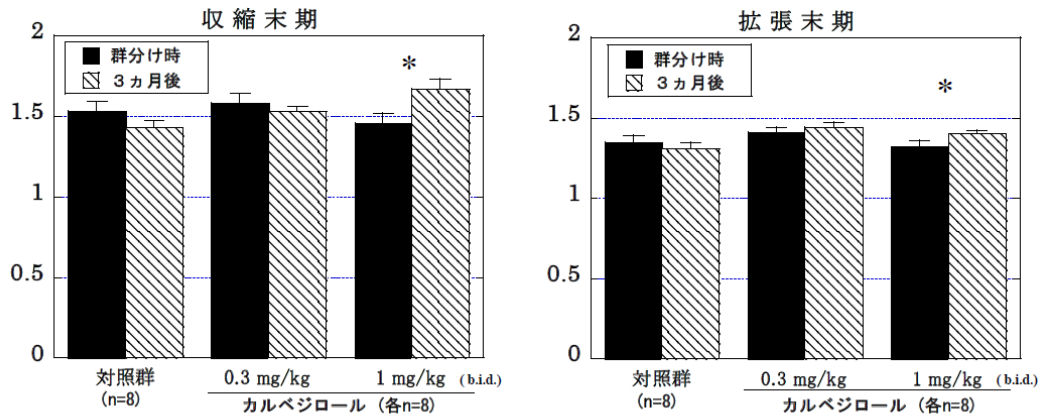 収縮末期
2
1.5
1
0.5
0
群分け時
3ヵ月後
*
対照群
(n=8)
0.3 mg/kg
1 mg/kg (b.i.d.)
カルベジロール (各n=8)
拡張末期
2
1.5
1
0.5
0
群分け時
3ヵ月後
*
対照群
(n=8)
0.3 mg/kg
1 mg/kg (b.i.d.)
カルベジロール (各n=8)